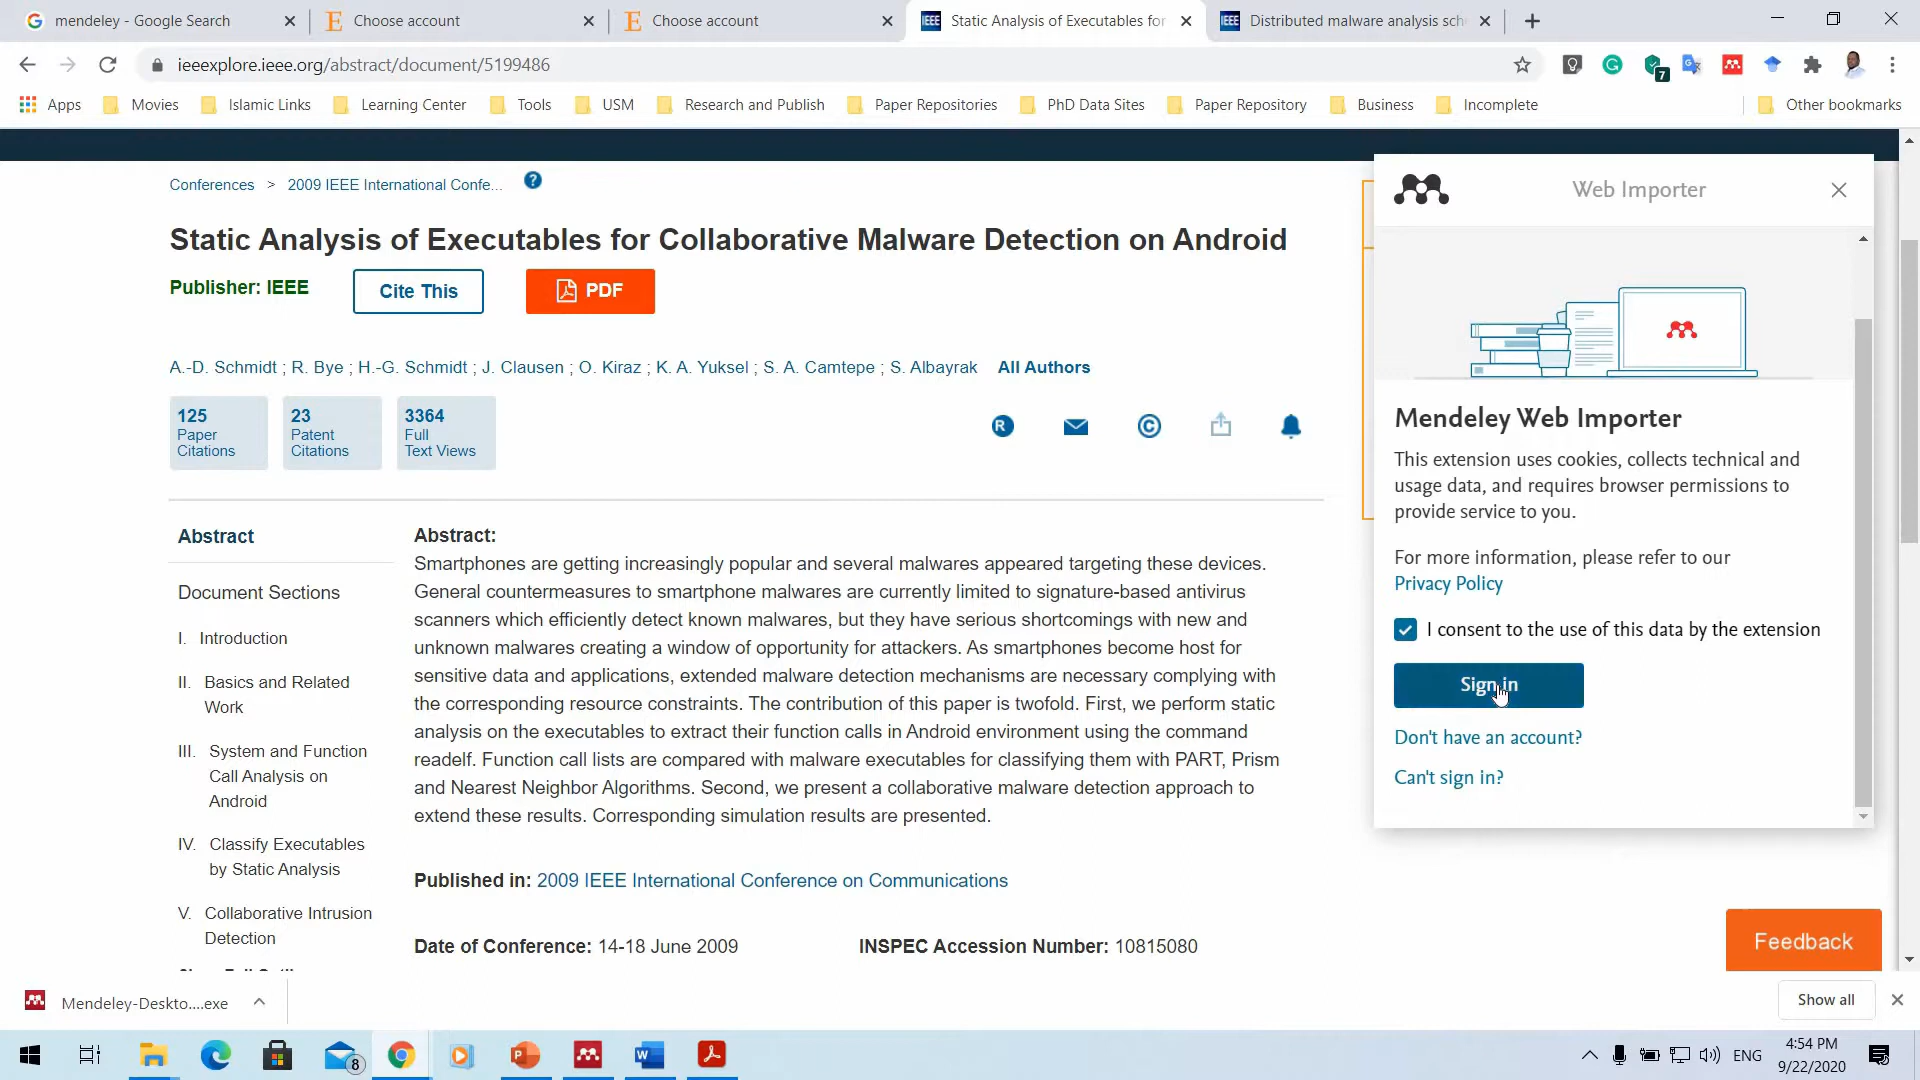 mendeley - Google Search
Choose account
Choose account
Static Analysis of Executables for
Distributed malware analysis sch
ieeexplore.ieee.org/abstract/document/5199486
7
Apps
Movies
Islamic Links
Learning Center
Tools
USM
Research and Publish
Paper Repositories
PhD Data Sites
Paper Repository
Business
Incomplete
Other bookmarks
Conferences > 2009 IEEE International Confe...
Static Analysis of Executables for Collaborative Malware Detection on Android
Publisher: IEEE
Cite This
PDF
A.-D. Schmidt ; R. Bye ; H.-G. Schmidt ; J. Clausen ; O. Kiraz ; K. A. Yuksel ; S. A. Camtepe ; S. Albayrak All Authors
125
Paper
Citations
23
Patent
Citations
3364
Full
Text Views
Abstract
Document Sections
I. Introduction
II. Basics and Related
Work
III. System and Function
Call Analysis on
Android
IV. Classify Executables
by Static Analysis
V. Collaborative Intrusion
Detection
Abstract:
Smartphones are getting increasingly popular and several malwares appeared targeting these devices.
General countermeasures to smartphone malwares are currently limited to signature-based antivirus
scanners which efficiently detect known malwares, but they have serious shortcomings with new and
unknown malwares creating a window of opportunity for attackers. As smartphones become host for
sensitive data and applications, extended malware detection mechanisms are necessary complying with
the corresponding resource constraints. The contribution of this paper is twofold. First, we perform static
analysis on the executables to extract their function calls in Android environment using the command
readelf. Function call lists are compared with malware executables for classifying them with PART, Prism
and Nearest Neighbor Algorithms. Second, we present a collaborative malware detection approach to
extend these results. Corresponding simulation results are presented.
Published in: 2009 IEEE International Conference on Communications
Date of Conference: 14-18 June 2009
INSPEC Accession Number: 10815080
Web Importer
Mendeley Web Importer
This extension uses cookies, collects technical and
usage data, and requires browser permissions to
provide service to you.
For more information, please refer to our
Privacy Policy
I consent to the use of this data by the extension
Sign in
Don't have an account?
Can't sign in?
Feedback
Mendeley-Deskto....exe
Show all
8
ENG
4:54 PM
9/22/2020